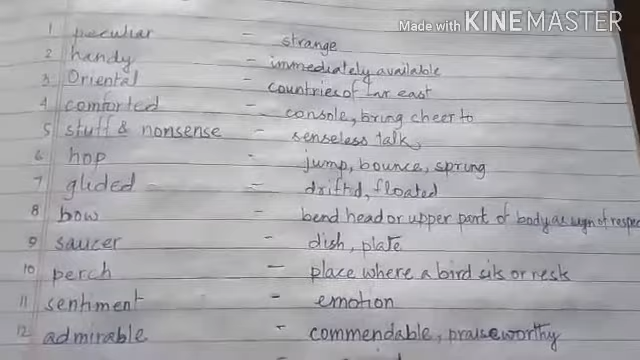 Made with KINEMASTER
1 peculiar - strange
2 handy - immediately available
3 Oriental - countries of far east
4 comforted - console, bring cheer to
5 stuff & nonsense - senseless talk,
6 hop - jump, bounce, spring
7 glided - driftd, floated
8 bow - bend head or upper part of body as sign of respec
9 saucer - dish, plate
10 perch - place where a bird sits or rests
11 sentiment - emotion
12 admirable - commendable, praiseworthy